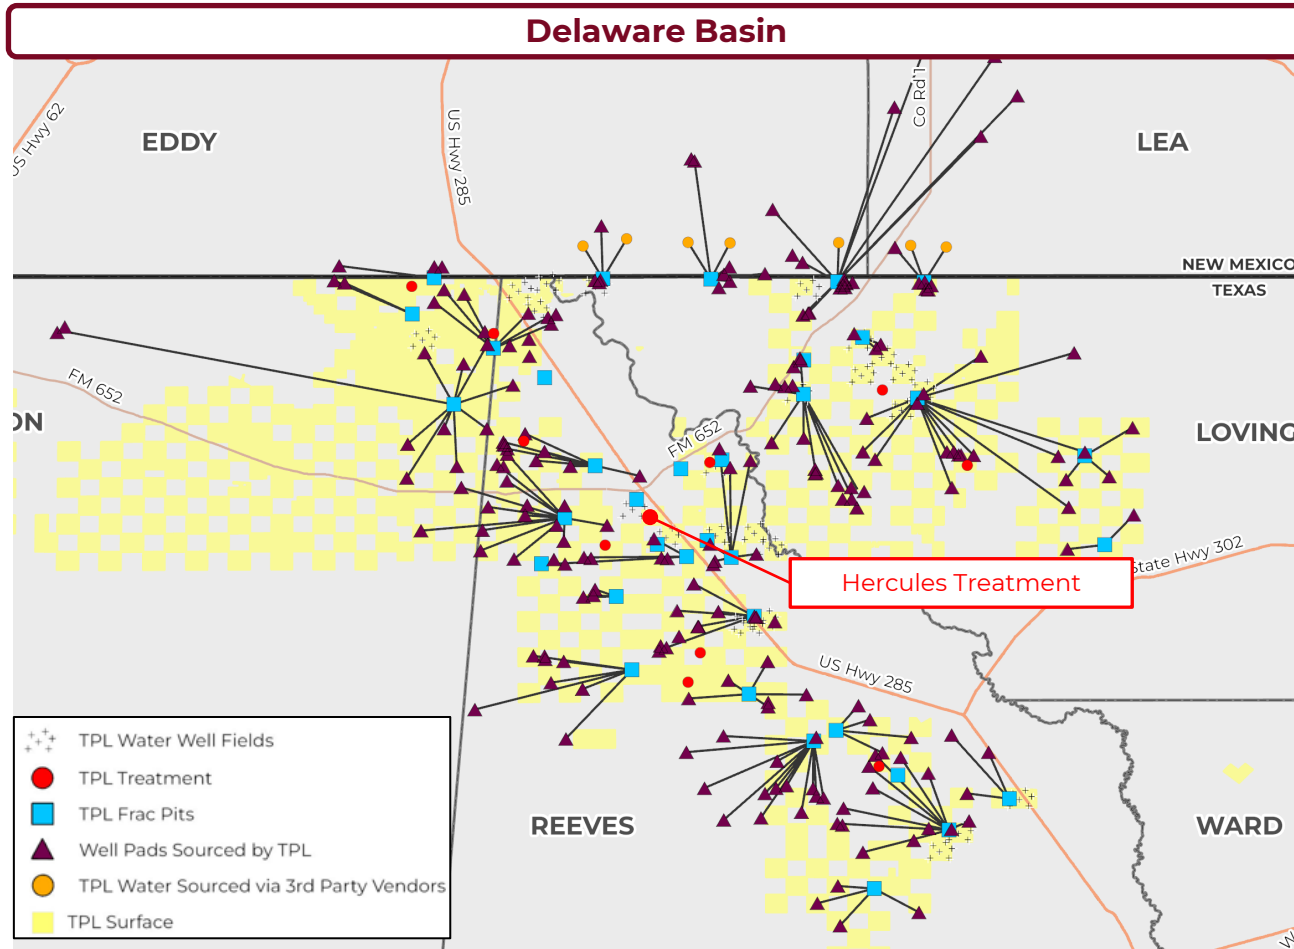 Delaware Basin
US Hwy 62
EDDY
US Hwy 285
Co Rd 1
LEA
NEW MEXICO
TEXAS
FM 652
ON
FM 652
LOVING
State Hwy 302
Hercules Treatment
US Hwy 285
REEVES
WARD
TPL Water Well Fields
TPL Treatment
TPL Frac Pits
Well Pads Sourced by TPL
TPL Water Sourced via 3rd Party Vendors
TPL Surface
W